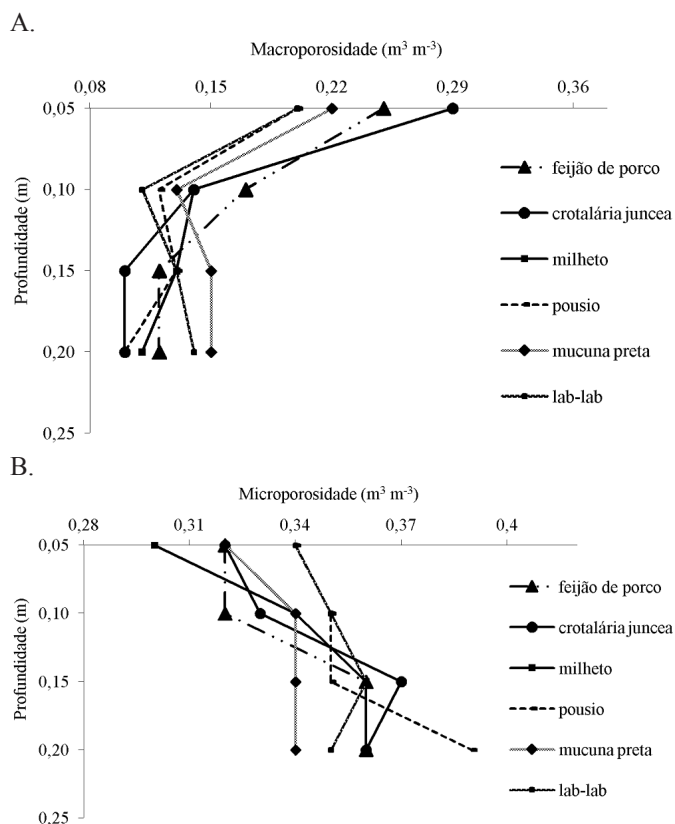 A.
Macroporosidade (m³ m⁻³)
0,08 0,15 0,22 0,29 0,36
0,05
0,10
0,15
0,20
0,25
Profundidade (m)
feijão de porco
crotalária juncea
milheto
pousio
mucuna preta
lab-lab
B.
Microporosidade (m³ m⁻³)
0,28 0,31 0,34 0,37 0,4
0,05
0,10
0,15
0,20
0,25
Profundidade (m)
feijão de porco
crotalária juncea
milheto
pousio
mucuna preta
lab-lab